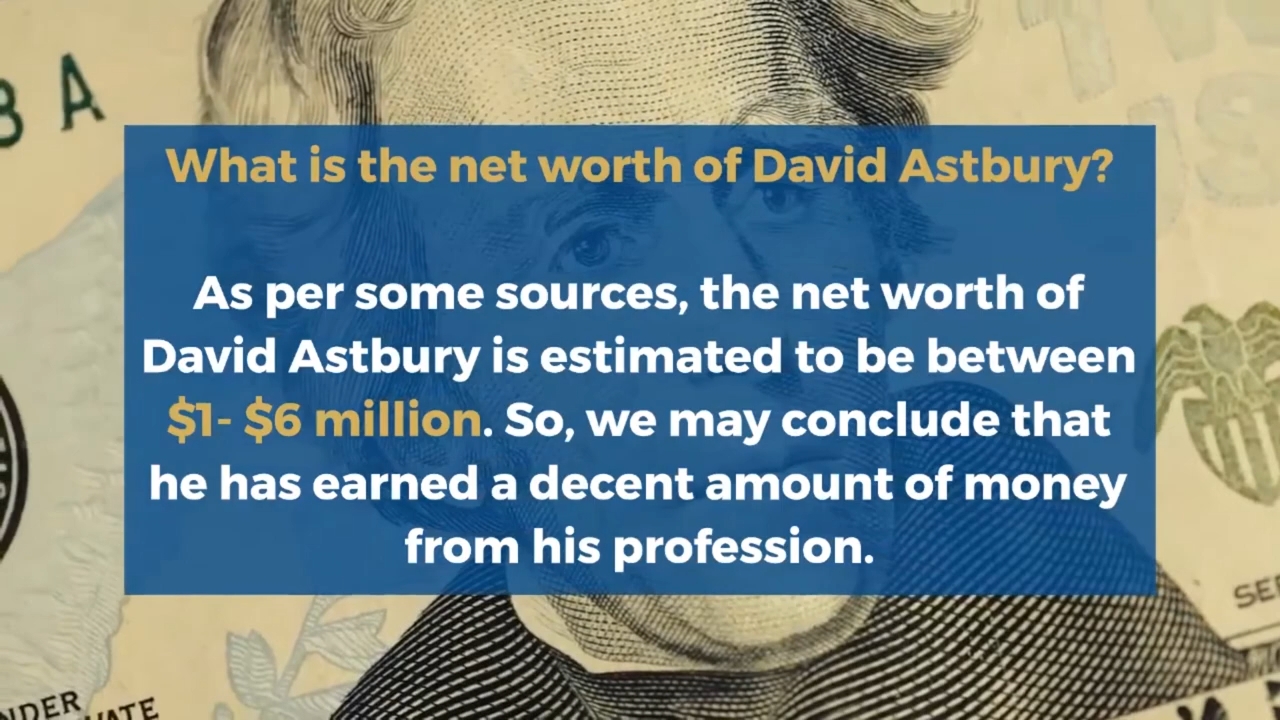 B A
What is the net worth of David Astbury?
As per some sources, the net worth of
David Astbury is estimated to be between
$1- $6 million. So, we may conclude that
he has earned a decent amount of money
from his profession.